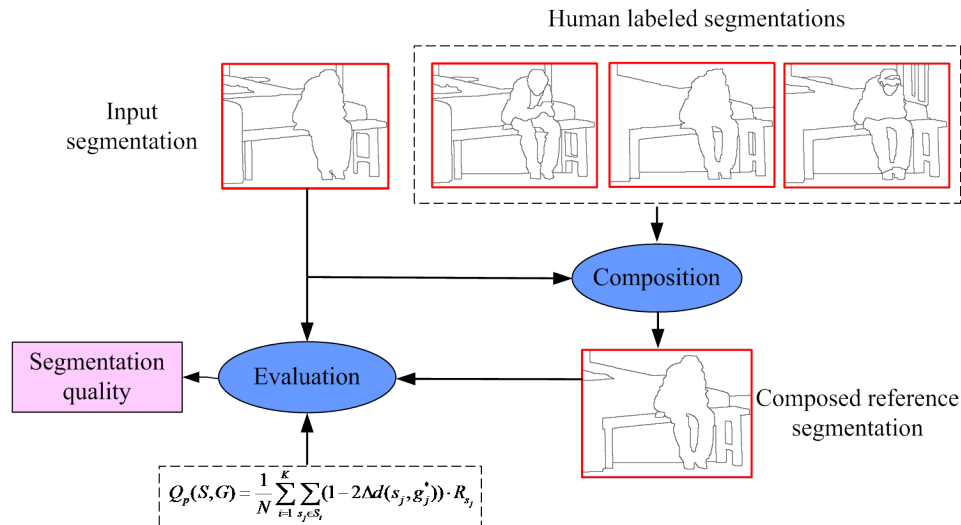 Human labeled segmentations
Input
segmentation
Composition
Segmentation
quality
Evaluation
Composed reference
segmentation
Q_p(S,G) = \frac{1}{N} \sum_{i=1}^{K} \sum_{s_j \in S_i} (1 - 2\Delta d(s_j, g_j^*)) \cdot R_{s_j}